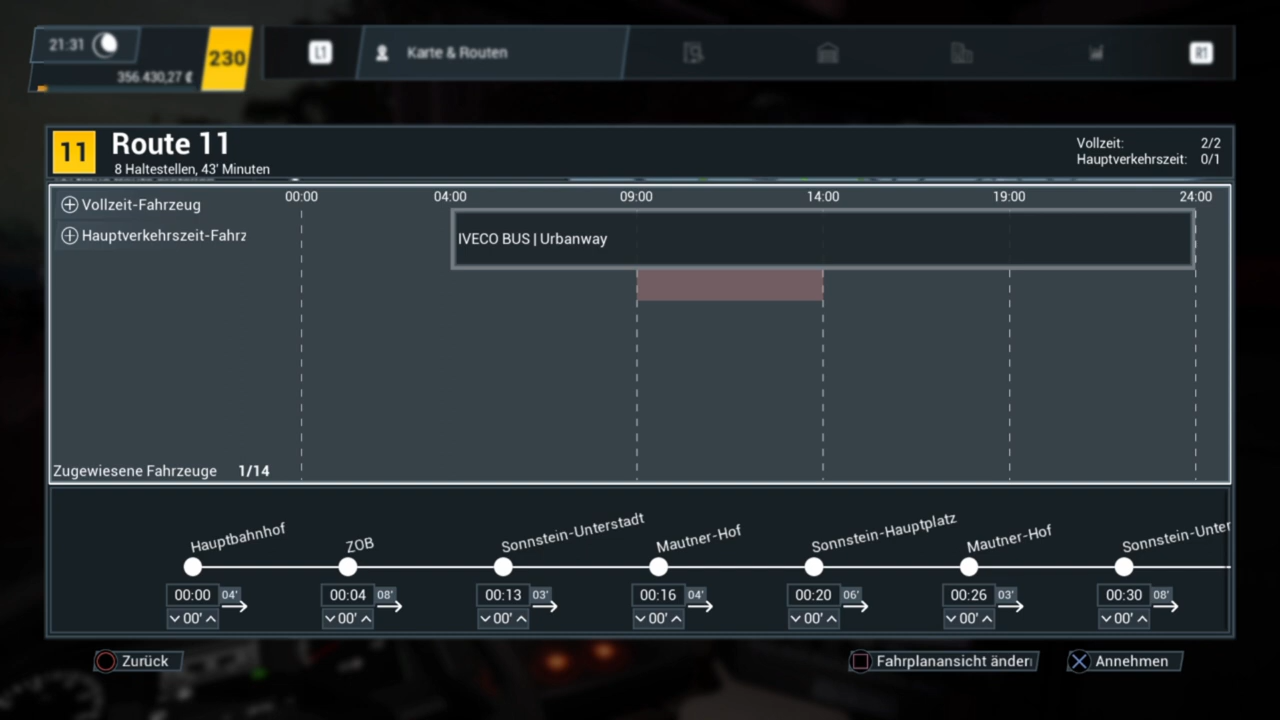 21:31
356.430,27 €
230
L1
Karte & Routen
R1
11
Route 11
8 Haltestellen, 43' Minuten
Vollzeit: 2/2
Hauptverkehrszeit: 0/1
00:00 04:00 09:00 14:00 19:00 24:00
Vollzeit-Fahrzeug
Hauptverkehrszeit-Fahrz
IVECO BUS | Urbanway
Zugewiesene Fahrzeuge 1/14
Hauptbahnhof
ZOB
Sonnstein-Unterstadt
Mautner-Hof
Sonnstein-Hauptplatz
Mautner-Hof
Sonnstein-Unter
00:00 04' 00:04 08' 00:13 03' 00:16 04' 00:20 06' 00:26 03' 00:30 08'
00' 00' 00' 00' 00' 00' 00'
Zurück
Fahrplanansicht änder
Annehmen